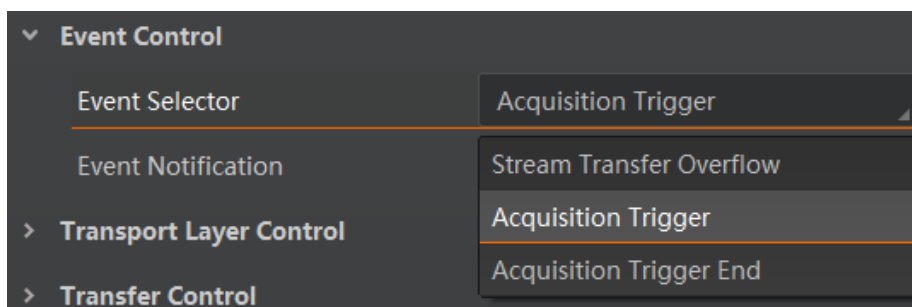 Event Control
Event Selector Acquisition Trigger
Event Notification Stream Transfer Overflow
Acquisition Trigger
Transport Layer Control
Acquisition Trigger End
Transfer Control